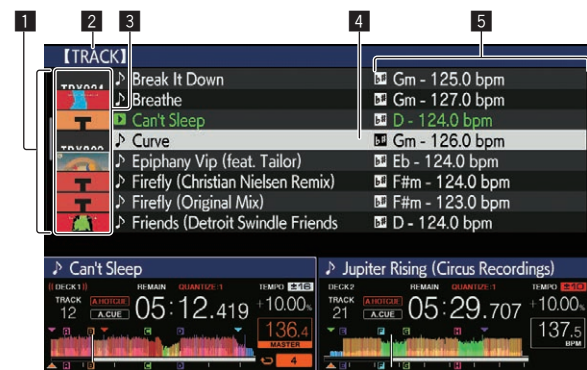 1 2 3 4 5
[TRACK]
Break It Down Gm - 125.0 bpm
Breathe Gm - 127.0 bpm
Can't Sleep D - 124.0 bpm
Curve Gm - 126.0 bpm
Epiphany Vip (feat. Tailor) Eb - 124.0 bpm
Firefly (Christian Nielsen Remix) F#m - 124.0 bpm
Firefly (Original Mix) F#m - 123.0 bpm
Friends (Detroit Swindle Friends D - 124.0 bpm
Can't Sleep
DECK1 REMAIN QUANTIZE:1 TEMPO ±16
TRACK 12 A.HOTCUE A.CUE 05:12.419 +10.00%
136.4
MASTER
4
Jupiter Rising (Circus Recordings)
DECK2 REMAIN QUANTIZE:1 TEMPO ±10
TRACK 21 A.HOTCUE A.CUE 05:29.707 +10.00%
137.5
BPM